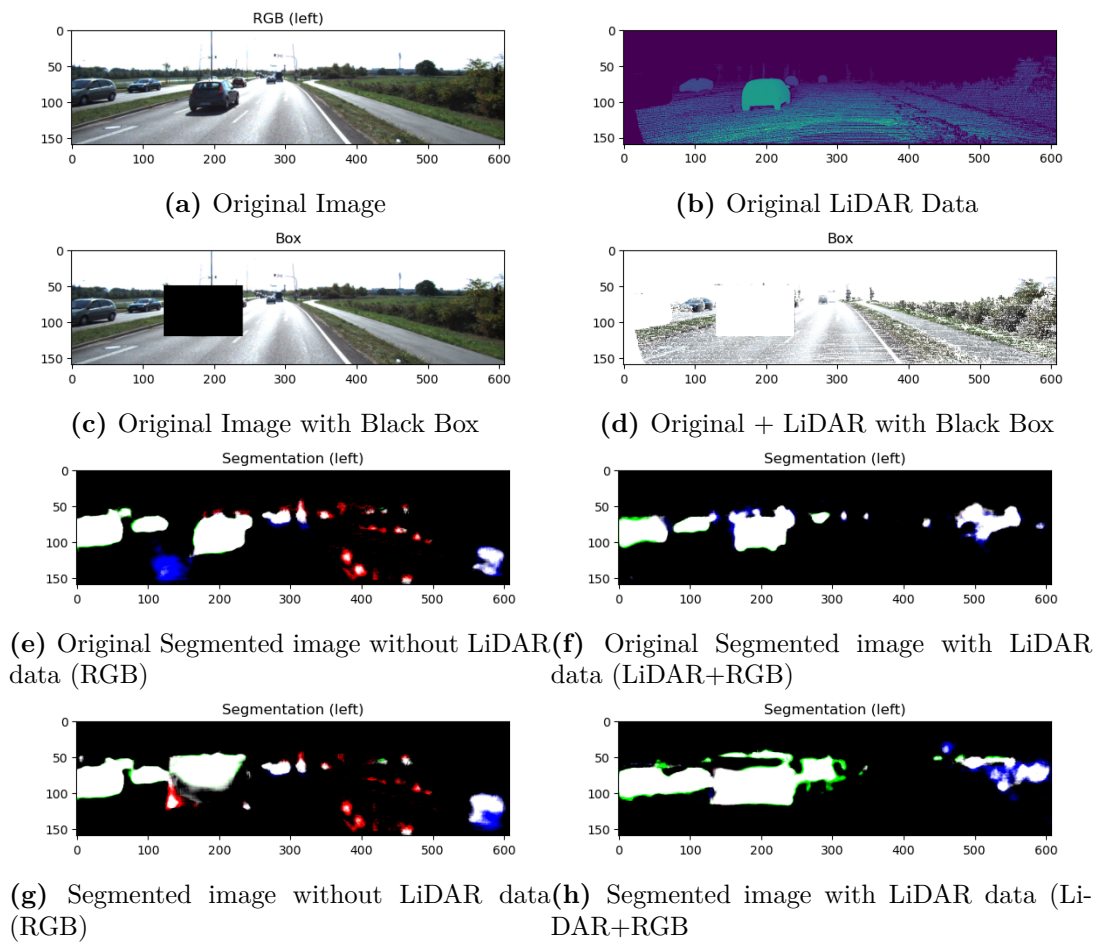 RGB (left)
0
50
100
150
0 100 200 300 400 500 600
0
50
100
150
0 100 200 300 400 500 600
(a) Original Image
(b) Original LiDAR Data
Box
0
50
100
150
0 100 200 300 400 500 600
Box
0
50
100
150
0 100 200 300 400 500 600
(c) Original Image with Black Box
(d) Original + LiDAR with Black Box
Segmentation (left)
0
50
100
150
0 100 200 300 400 500 600
Segmentation (left)
0
50
100
150
0 100 200 300 400 500 600
(e) Original Segmented image without LiDAR
data (RGB)
(f) Original Segmented image with LiDAR
data (LiDAR+RGB)
Segmentation (left)
0
50
100
150
0 100 200 300 400 500 600
Segmentation (left)
0
50
100
150
0 100 200 300 400 500 600
(g) Segmented image without LiDAR data
(RGB)
(h) Segmented image with LiDAR data (Li-
DAR+RGB